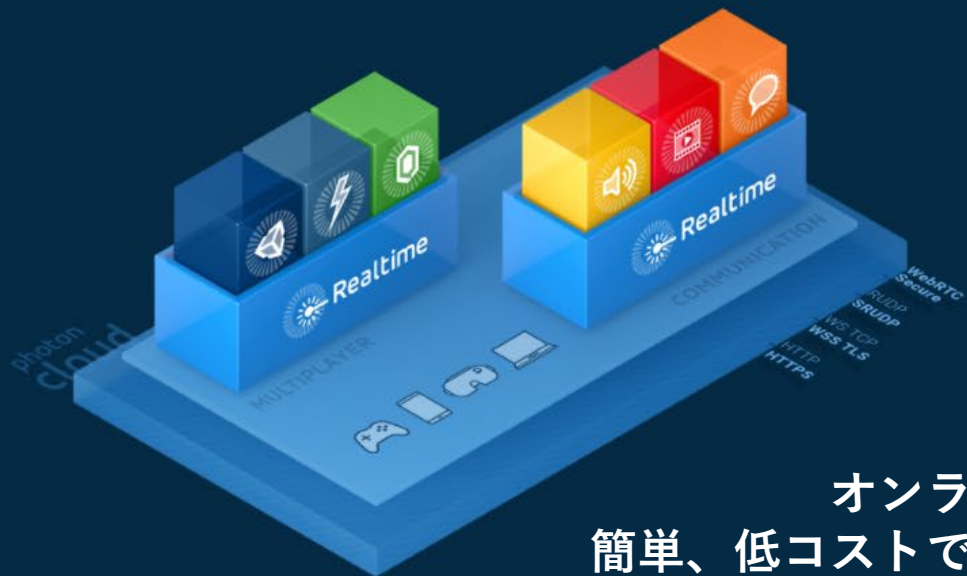 Realtime
Realtime
MULTIPLAYER
COMMUNICATION
photon
cloud
WebRTC
Secure
RUDP
SRUDP
WS TCP
WSS TLS
HTTP
HTTPS
オンラ
簡単、低コストで